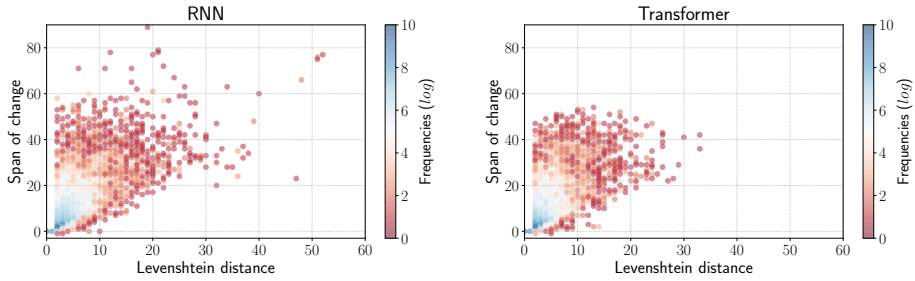 RNN
80
60
40
20
0
Span of change
0 10 20 30 40 50 60
Levenshtein distance
10
8
6
4
2
0
Frequencies (log)
Transformer
80
60
40
20
0
Span of change
0 10 20 30 40 50 60
Levenshtein distance
10
8
6
4
2
0
Frequencies (log)